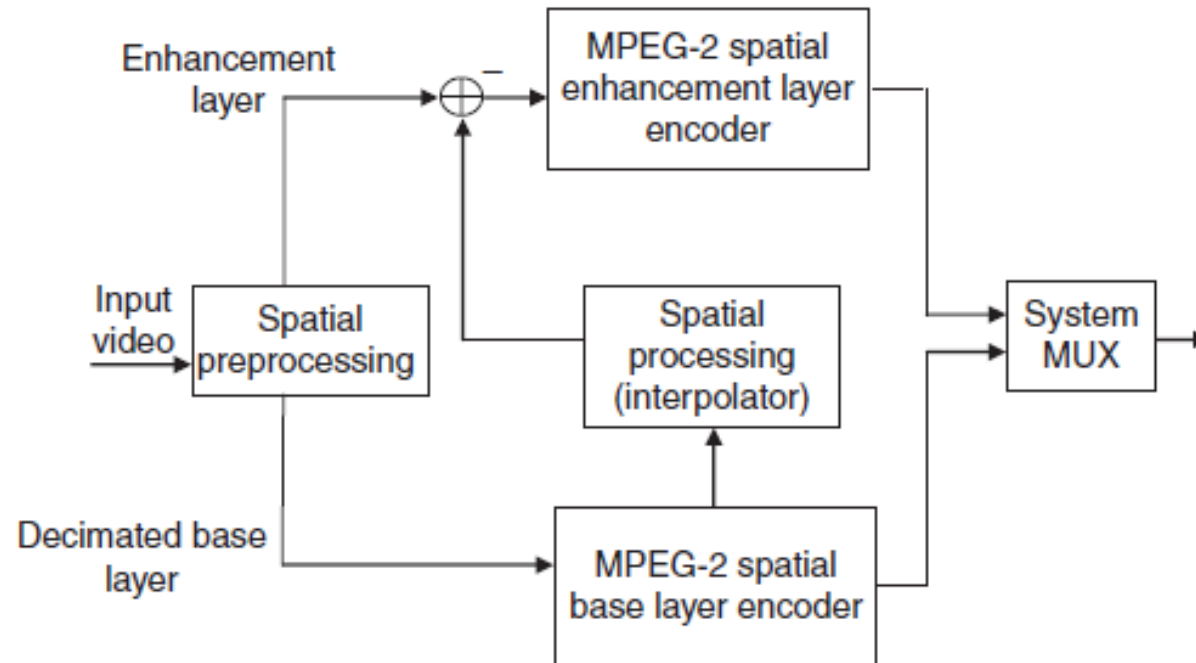 MPEG-2 spatial
enhancement layer
encoder
Enhancement
layer
−
Input
video
Spatial
preprocessing
Spatial
processing
(interpolator)
System
MUX
Decimated base
layer
MPEG-2 spatial
base layer encoder